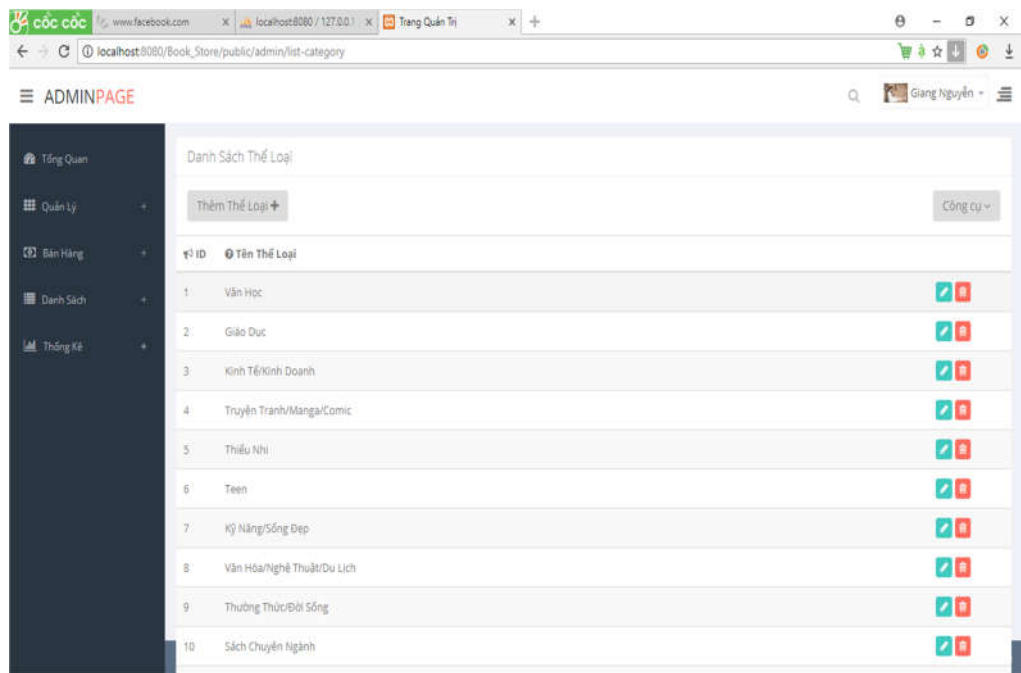 cốc cốc www.facebook.com localhost:8080 / 127.0.0.1 Trang Quản Trị
localhost:8080/Book_Store/public/admin/list-category
ADMINPAGE Giang Nguyễn
Tổng Quan
Quản Lý +
Bán Hàng +
Danh Sách +
Thống Kê +
Danh Sách Thể Loại
Thêm Thể Loại + Công cụ
ID Tên Thể Loại
1 Văn Học
2 Giáo Dục
3 Kinh Tế/Kinh Doanh
4 Truyện Tranh/Manga/Comic
5 Thiếu Nhi
6 Teen
7 Kỹ Năng/Sống Đẹp
8 Văn Hóa/Nghệ Thuật/Du Lịch
9 Thường Thức/Đời Sống
10 Sách Chuyên Ngành